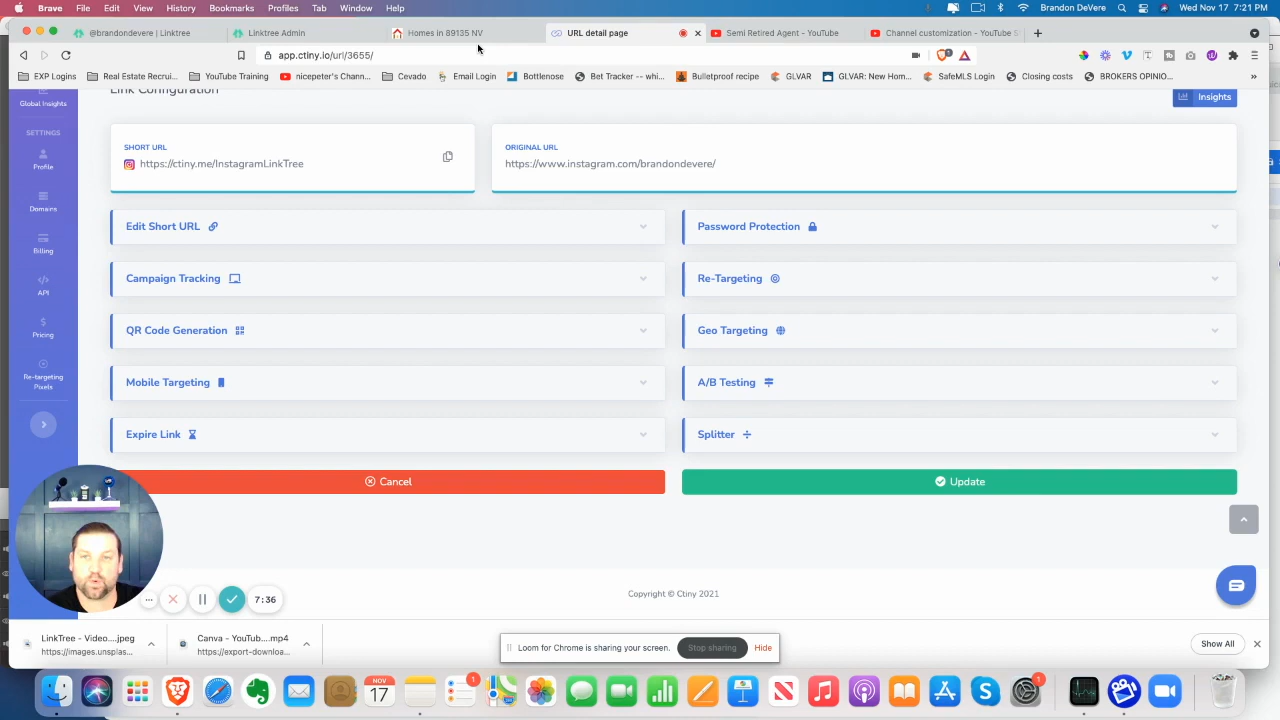 Brave File Edit View History Bookmarks Profiles Tab Window Help Brandon DeVere Wed Nov 17 7:21 PM
@brandondevere | Linktree
Linktree Admin
Homes in 89135 NV
URL detail page
Semi Retired Agent - YouTube
Channel customization - YouTube S
app.ctiny.io/url/3655/
EXP Logins
Real Estate Recrui...
YouTube Training
nicepeter's Chann...
Cevado
Email Login
Bottlenose
Bet Tracker -- whi...
Bulletproof recipe
GLVAR
GLVAR: New Hom...
SafeMLS Login
Closing costs
BROKERS OPINIO...
Global Insights
SETTINGS
Profile
Domains
Billing
API
Pricing
Re-targeting
Pixels
Link Configuration
Insights
SHORT URL
https://ctiny.me/InstagramLinkTree
ORIGINAL URL
https://www.instagram.com/brandondevere/
Edit Short URL
Password Protection
Campaign Tracking
Re-Targeting
QR Code Generation
Geo Targeting
Mobile Targeting
A/B Testing
Expire Link
Splitter
Cancel
Update
7:36
Copyright © Ctiny 2021
LinkTree - Video....jpeg
https://images.unsplas...
Canva - YouTub....mp4
https://export-downloa...
Loom for Chrome is sharing your screen.
Stop sharing
Hide
Show All
NOV
17
1
1